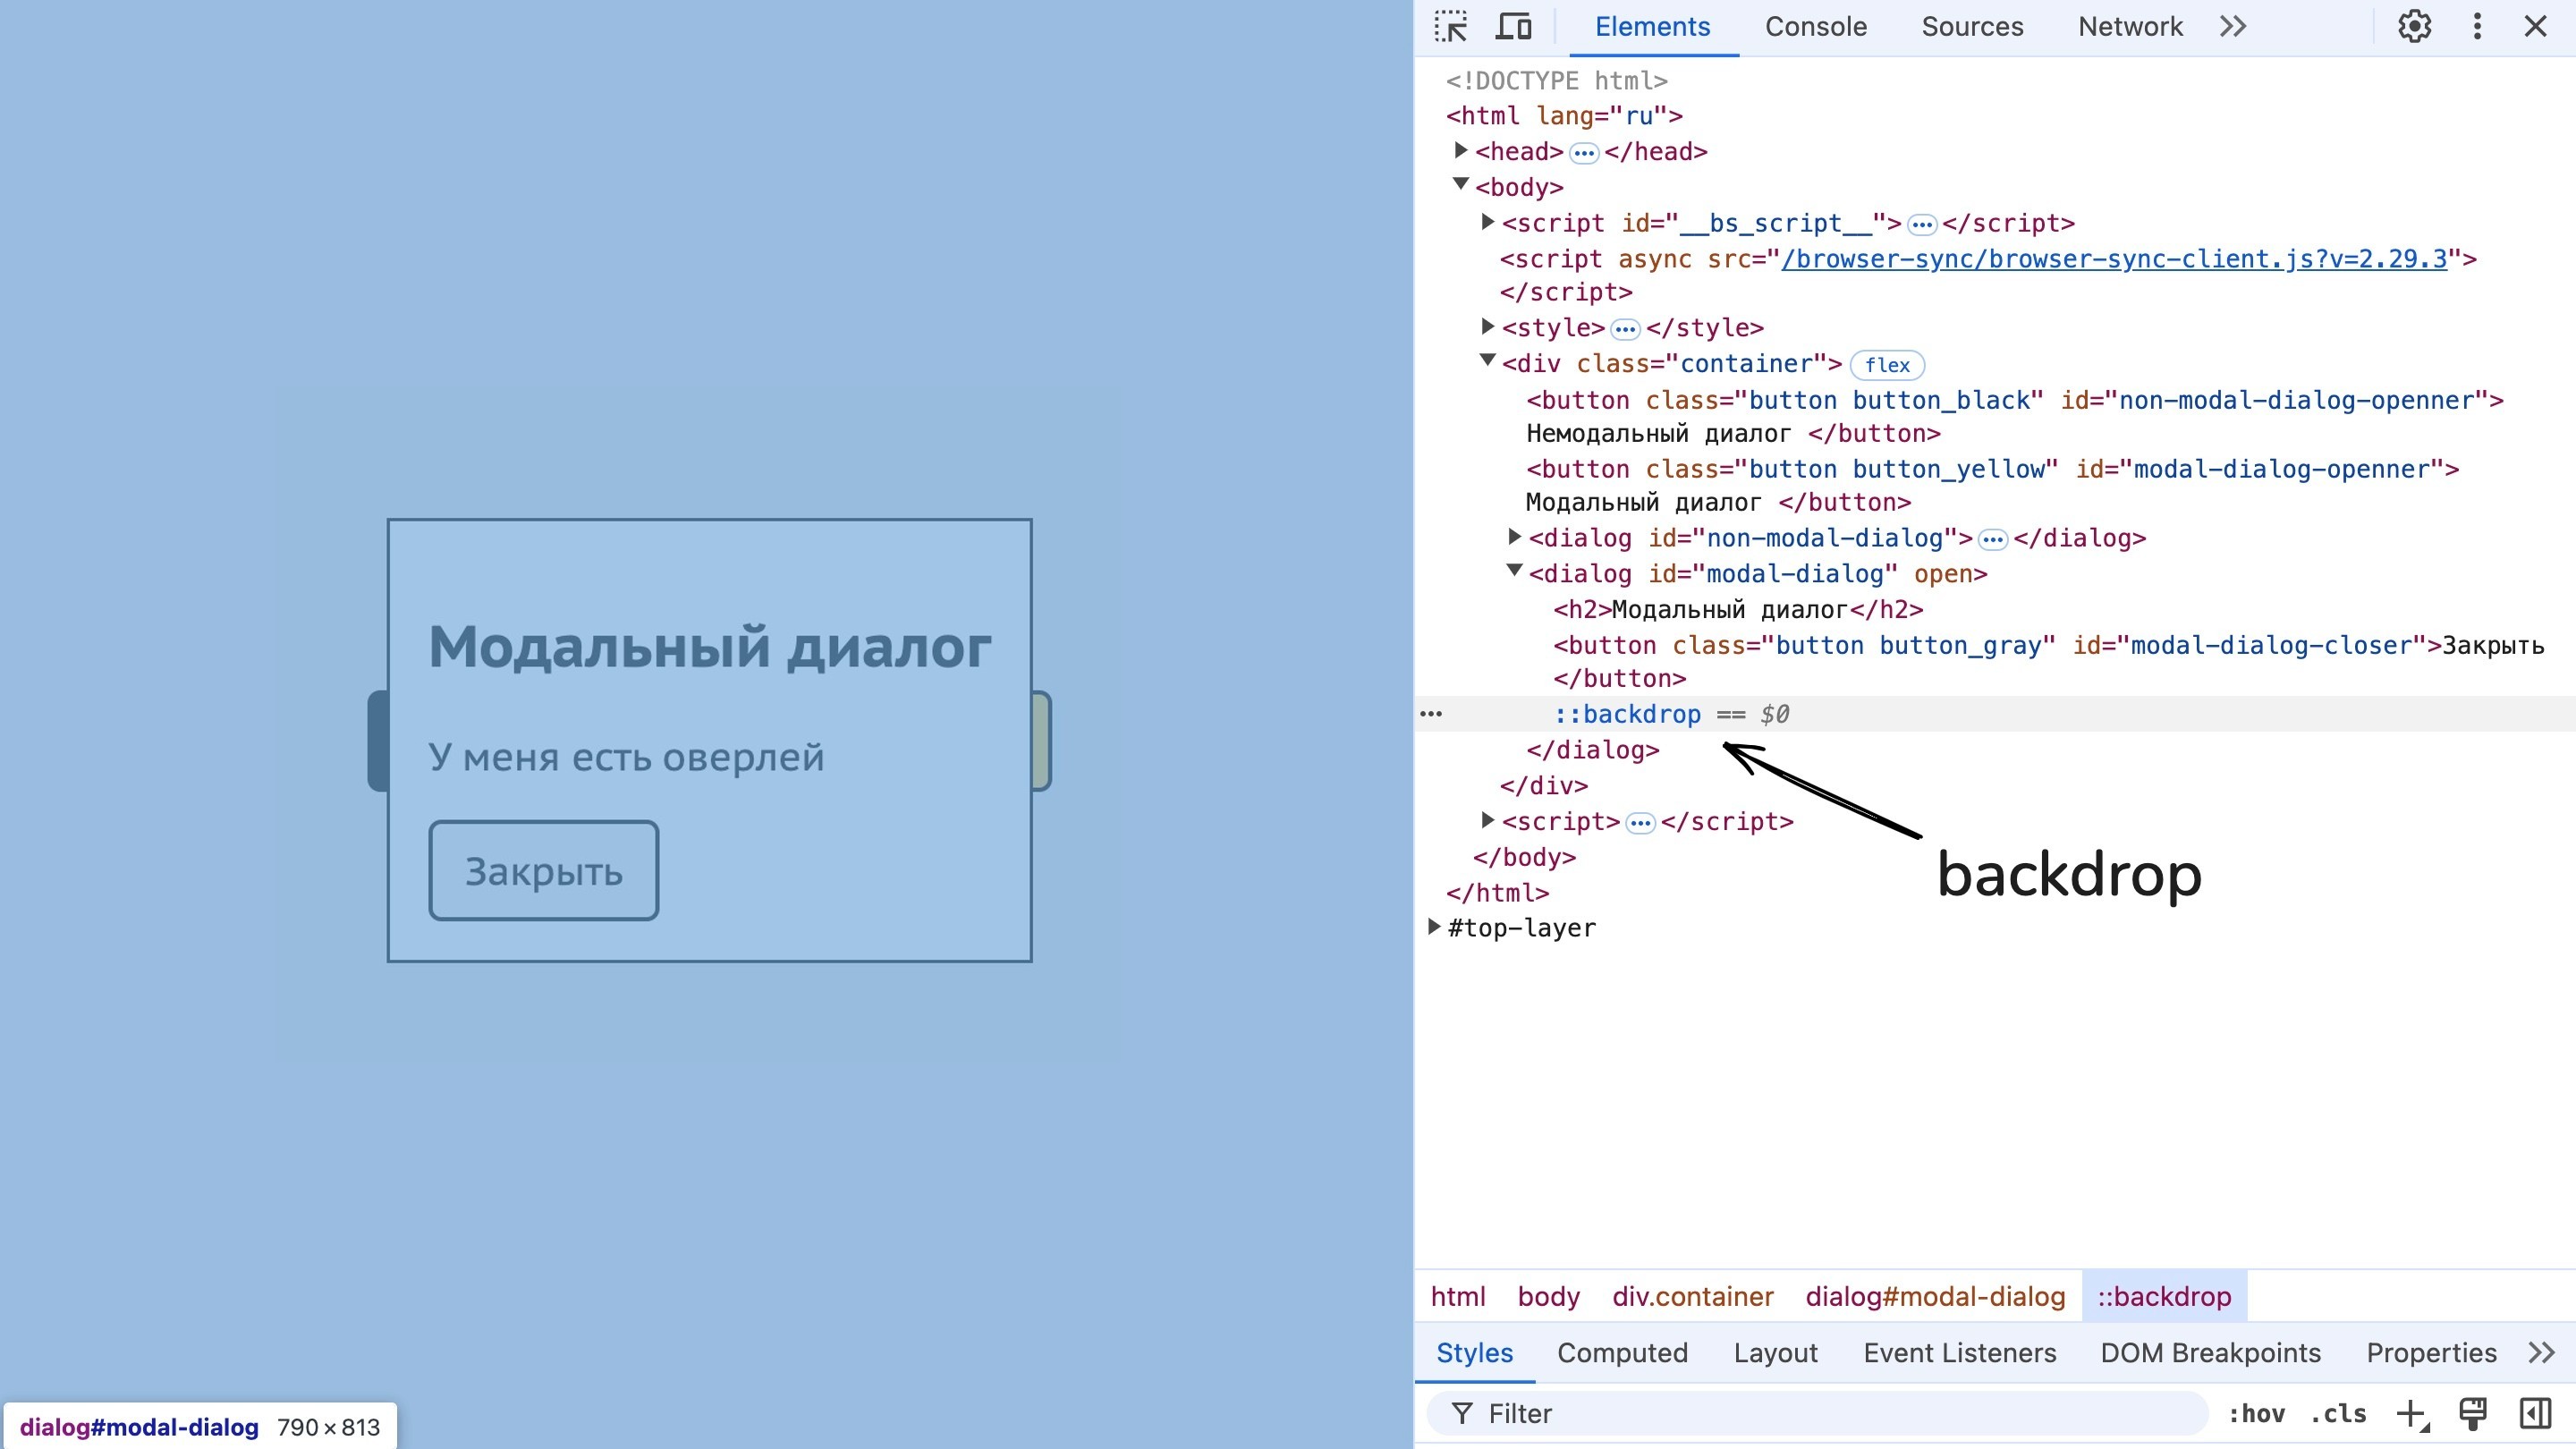 Модальный диалог
У меня есть оверлей
Закрыть
dialog#modal-dialog 790×813
Elements Console Sources Network
<!DOCTYPE html>
<html lang="ru">
<head>…</head>
<body>
<script id="__bs_script__">…</script>
<script async src="/browser-sync/browser-sync-client.js?v=2.29.3">
</script>
<style>…</style>
<div class="container"> flex
<button class="button button_black" id="non-modal-dialog-openner">
Немодальный диалог </button>
<button class="button button_yellow" id="modal-dialog-openner">
Модальный диалог </button>
<dialog id="non-modal-dialog">…</dialog>
<dialog id="modal-dialog" open>
<h2>Модальный диалог</h2>
<button class="button button_gray" id="modal-dialog-closer">Закрыть
</button>
::backdrop == $0
</dialog>
</div>
<script>…</script>
</body>
</html>
#top-layer
backdrop
html body div.container dialog#modal-dialog ::backdrop
Styles Computed Layout Event Listeners DOM Breakpoints Properties
Filter :hov .cls